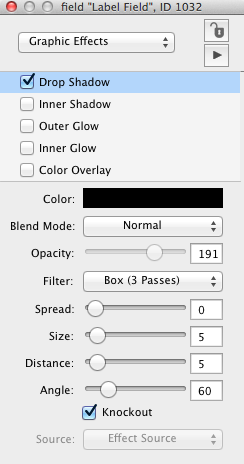 field "Label Field", ID 1032
Graphic Effects
Drop Shadow
Inner Shadow
Outer Glow
Inner Glow
Color Overlay
Color:
Blend Mode: Normal
Opacity: 191
Filter: Box (3 Passes)
Spread: 0
Size: 5
Distance: 5
Angle: 60
Knockout
Source: Effect Source